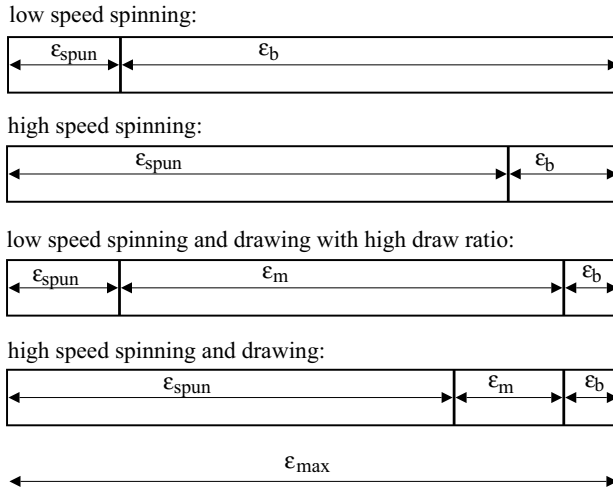 low speed spinning:
εspun εb
high speed spinning:
εspun εb
low speed spinning and drawing with high draw ratio:
εspun εm εb
high speed spinning and drawing:
εspun εm εb
εmax